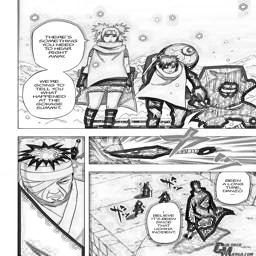 THERE'S
SOMETHING
YOU NEED
TO HEAR
RIGHT
AWAY.
WE'RE
GOING TO
TELL YOU
WHAT
HAPPENED
AT THE
GOKAGE
SUMMIT.
BEEN
A LONG
TIME,
DANZO.
BELIEVE
IT'S BEEN
SINCE
THAT
UCHIHA
INCIDENT.